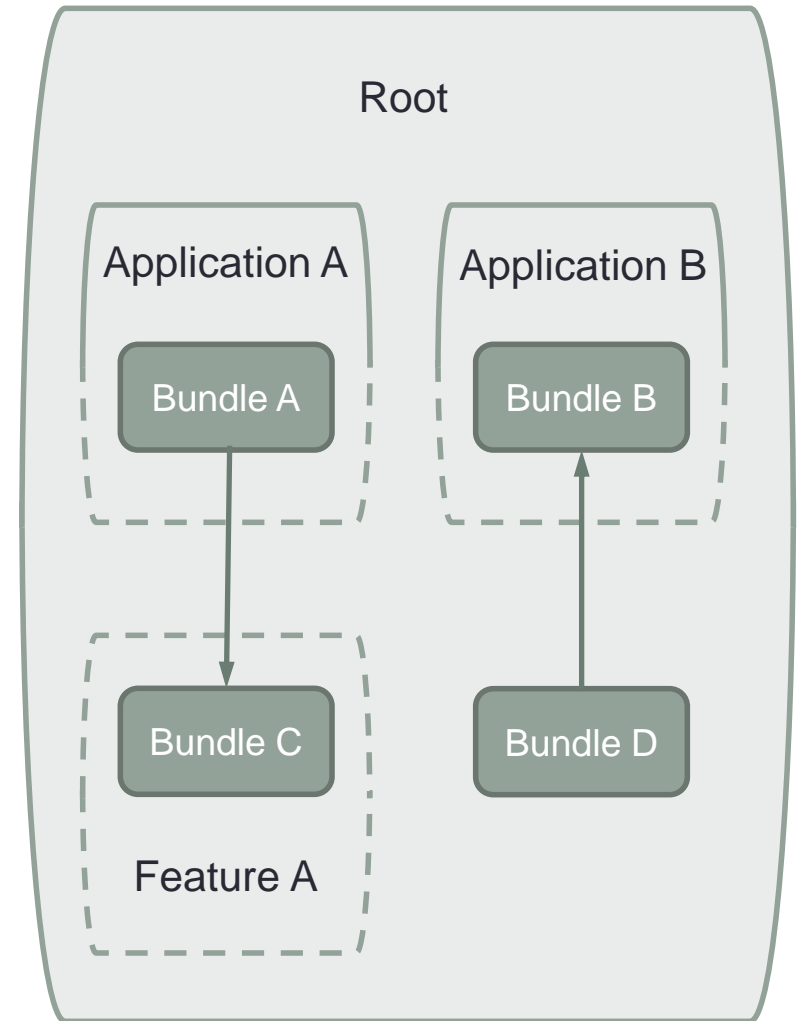 Root
Application A
Application B
Bundle A
Bundle B
Bundle C
Bundle D
Feature A